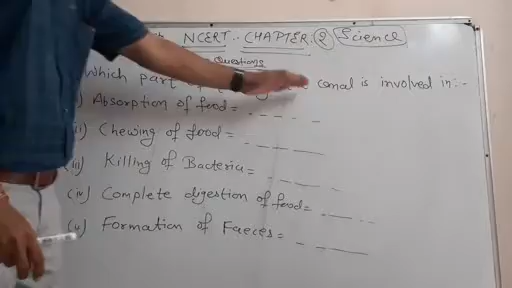 NCERT.. CHAPTER: 2 Science
Questions
Which part canal is involved in:-
i) Absorption of food =
(ii) Chewing of food =
(iii) Killing of Bacteria =
(iv) Complete digestion of food =
(v) Formation of Faeces =